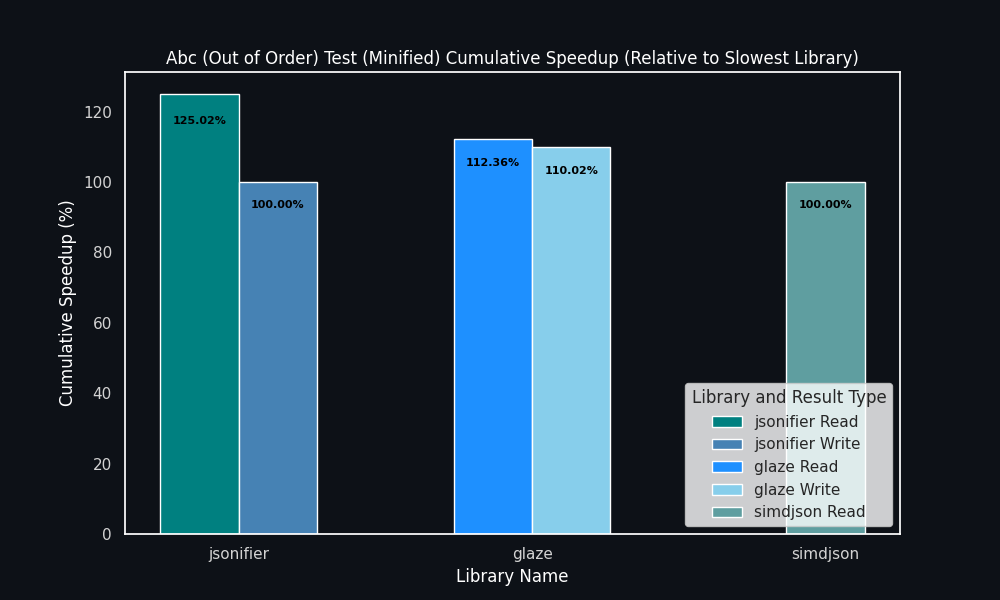 Abc (Out of Order) Test (Minified) Cumulative Speedup (Relative to Slowest Library)
Cumulative Speedup (%)
120
100
80
60
40
20
0
125.02%
100.00%
112.36%
110.02%
100.00%
Library and Result Type
jsonifier Read
jsonifier Write
glaze Read
glaze Write
simdjson Read
jsonifier
glaze
simdjson
Library Name